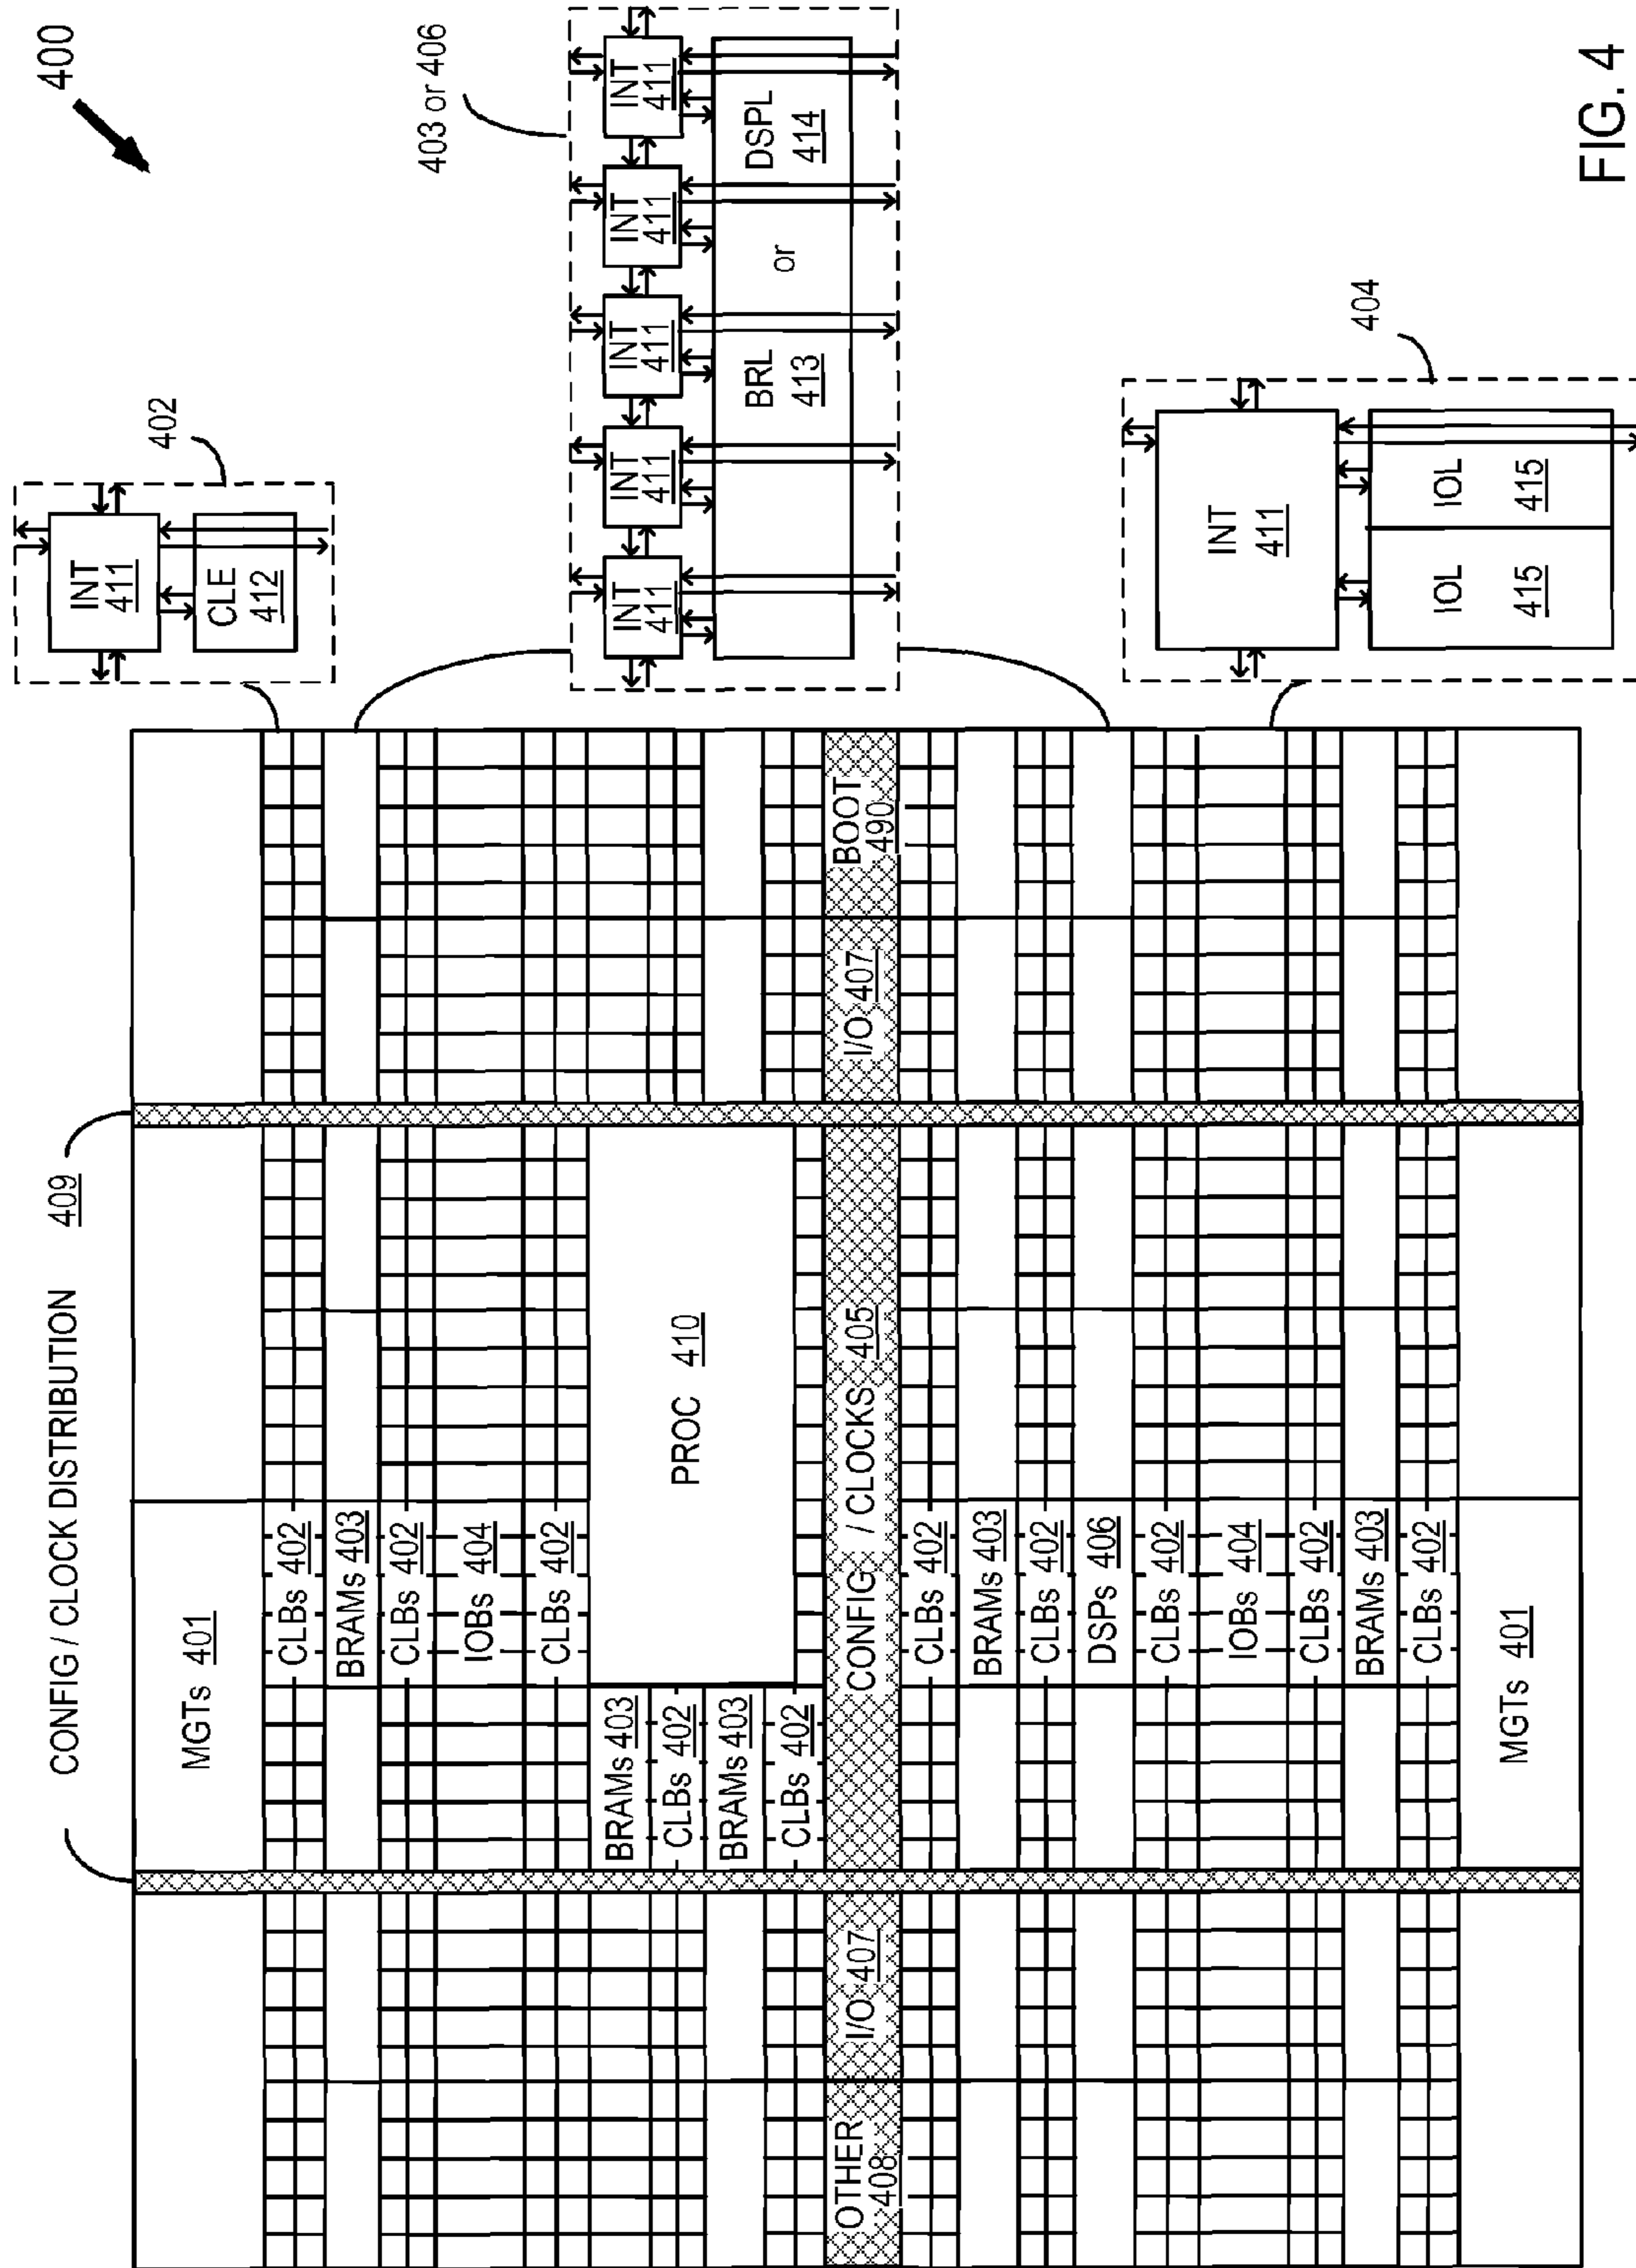 400
CONFIG / CLOCK DISTRIBUTION 409
MGTs 401
CLBs 402
BRAMs 403
CLBs 402
IOBs 404
CLBs 402
BRAMs 403
CLBs 402
BRAMs 403
CLBs 402
PROC 410
OTHER
408
I/O 407
CONFIG / CLOCKS 405
I/O 407
BOOT
490
CLBs 402
BRAMs 403
CLBs 402
DSPs 406
CLBs 402
IOBs 404
CLBs 402
BRAMs 403
CLBs 402
MGTs 401
402
INT
411
CLE
412
403 or 406
INT
411
INT
411
INT
411
INT
411
INT
411
BRL
413
or
DSPL
414
404
INT
411
IOL
415
IOL
415
FIG. 4